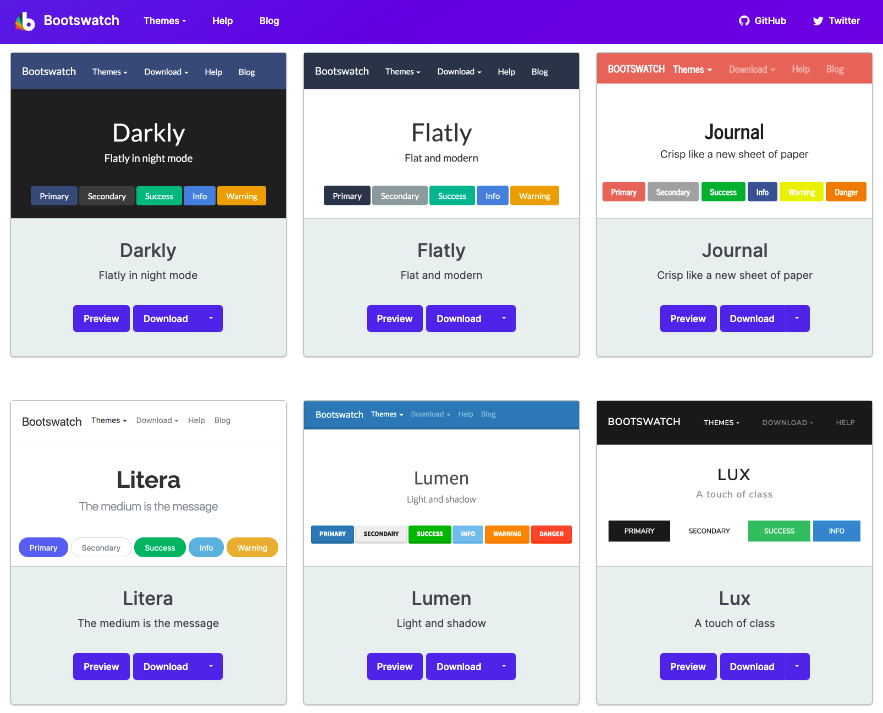 Bootswatch Themes Help Blog GitHub Twitter
Bootswatch Themes Download Help Blog
Darkly
Flatly in night mode
Primary Secondary Success Info Warning
Darkly
Flatly in night mode
Preview Download
Bootswatch Themes Download Help Blog
Flatly
Flat and modern
Primary Secondary Success Info Warning
Flatly
Flat and modern
Preview Download
BOOTSWATCH Themes Download Help Blog
Journal
Crisp like a new sheet of paper
Primary Secondary Success Info Warning Danger
Journal
Crisp like a new sheet of paper
Preview Download
Bootswatch Themes Download Help Blog
Litera
The medium is the message
Primary Secondary Success Info Warning
Litera
The medium is the message
Preview Download
Bootswatch Themes Download Help Blog
Lumen
Light and shadow
PRIMARY SECONDARY SUCCESS INFO WARNING DANGER
Lumen
Light and shadow
Preview Download
BOOTSWATCH THEMES DOWNLOAD HELP
LUX
A touch of class
PRIMARY SECONDARY SUCCESS INFO
Lux
A touch of class
Preview Download